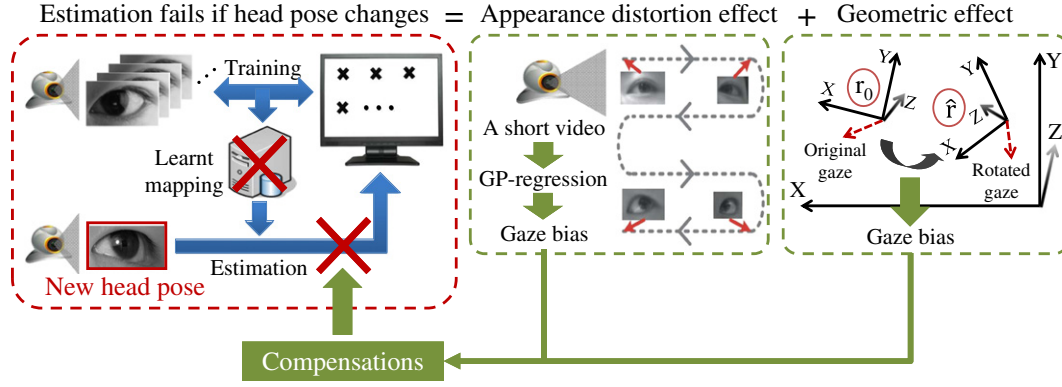 Estimation fails if head pose changes = Appearance distortion effect + Geometric effect
Training
Learnt
mapping
Estimation
New head pose
A short video
GP-regression
Gaze bias
Y
X
r₀
Z
Original
gaze
Y
r̂
Z
X
Rotated
gaze
Y
Z
X
Gaze bias
Compensations